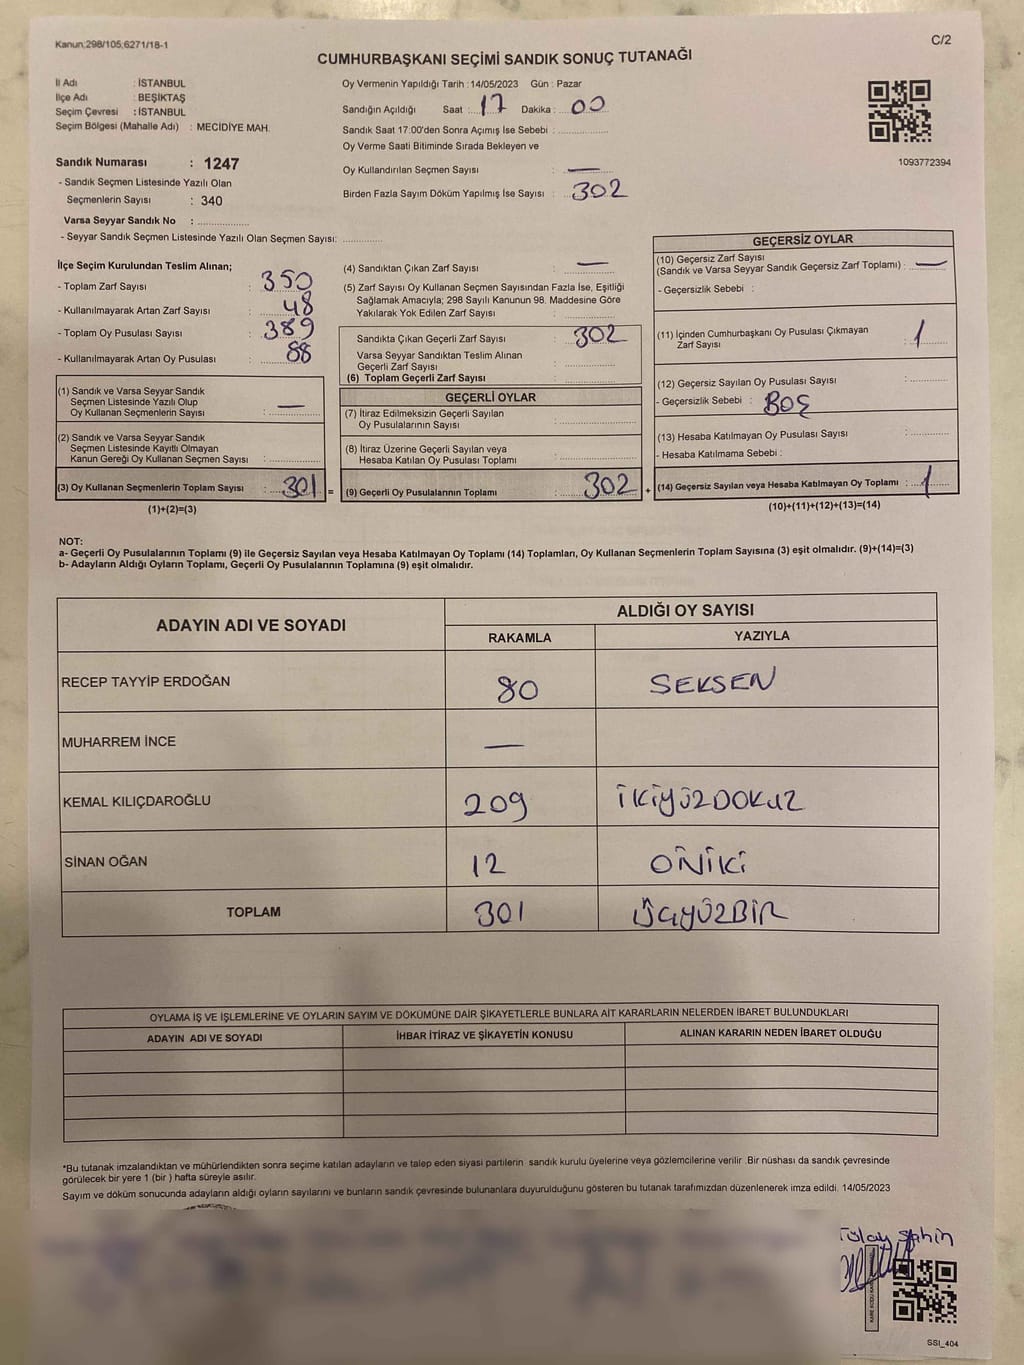 Kanun;298/105;6271/18-1
C/2
CUMHURBAŞKANI SEÇİMİ SANDIK SONUÇ TUTANAĞI
İl Adı : İSTANBUL
İlçe Adı : BEŞİKTAŞ
Seçim Çevresi : İSTANBUL
Seçim Bölgesi (Mahalle Adı) : MECİDİYE MAH.
Sandık Numarası : 1247
- Sandık Seçmen Listesinde Yazılı Olan
Seçmenlerin Sayısı : 340
Varsa Seyyar Sandık No : ..............
- Seyyar Sandık Seçmen Listesinde Yazılı Olan Seçmen Sayısı: ............
Oy Vermenin Yapıldığı Tarih : 14/05/2023 Gün : Pazar
Sandığın Açıldığı Saat : 17 Dakika : 00
Sandık Saat 17:00'den Sonra Açımış İse Sebebi : ..............
Oy Verme Saati Bitiminde Sırada Bekleyen ve
Oy Kullandırılan Seçmen Sayısı : —
Birden Fazla Sayım Döküm Yapılmış İse Sayısı : 302
1093772394
İlçe Seçim Kurulundan Teslim Alınan;
- Toplam Zarf Sayısı : 350
- Kullanılmayarak Artan Zarf Sayısı : 48
- Toplam Oy Pusulası Sayısı : 389
- Kullanılmayarak Artan Oy Pusulası : 88
(1) Sandık ve Varsa Seyyar Sandık
Seçmen Listesinde Yazılı Olup
Oy Kullanan Seçmenlerin Sayısı : —
(2) Sandık ve Varsa Seyyar Sandık
Seçmen Listesinde Kayıtlı Olmayan
Kanun Gereği Oy Kullanan Seçmen Sayısı : ..............
(3) Oy Kullanan Seçmenlerin Toplam Sayısı : 301 =
(1)+(2)=(3)
(4) Sandıktan Çıkan Zarf Sayısı : —
(5) Zarf Sayısı Oy Kullanan Seçmen Sayısından Fazla İse, Eşitliği
Sağlamak Amacıyla; 298 Sayılı Kanunun 98. Maddesine Göre
Yakılarak Yok Edilen Zarf Sayısı : ..............
Sandıkta Çıkan Geçerli Zarf Sayısı : 302
Varsa Seyyar Sandıktan Teslim Alınan
Geçerli Zarf Sayısı : ..............
(6) Toplam Geçerli Zarf Sayısı : ..............
GEÇERLİ OYLAR
(7) İtiraz Edilmeksizin Geçerli Sayılan
Oy Pusulalarının Sayısı : ..............
(8) İtiraz Üzerine Geçerli Sayılan veya
Hesaba Katılan Oy Pusulası Toplamı : ..............
(9) Geçerli Oy Pusulalarının Toplamı : 302 +
GEÇERSİZ OYLAR
(10) Geçersiz Zarf Sayısı
(Sandık ve Varsa Seyyar Sandık Geçersiz Zarf Toplamı) : —
- Geçersizlik Sebebi :
(11) İçinden Cumhurbaşkanı Oy Pusulası Çıkmayan
Zarf Sayısı : 1
(12) Geçersiz Sayılan Oy Pusulası Sayısı : ..............
- Geçersizlik Sebebi : BOŞ
(13) Hesaba Katılmayan Oy Pusulası Sayısı : ..............
- Hesaba Katılmama Sebebi :
(14) Geçersiz Sayılan veya Hesaba Katılmayan Oy Toplamı : 1
(10)+(11)+(12)+(13)=(14)
NOT:
a- Geçerli Oy Pusulalarının Toplamı (9) ile Geçersiz Sayılan veya Hesaba Katılmayan Oy Toplamı (14) Toplamları, Oy Kullanan Seçmenlerin Toplam Sayısına (3) eşit olmalıdır. (9)+(14)=(3)
b- Adayların Aldığı Oyların Toplamı, Geçerli Oy Pusulalarının Toplamına (9) eşit olmalıdır.
ADAYIN ADI VE SOYADI
ALDIĞI OY SAYISI
RAKAMLA YAZIYLA
RECEP TAYYİP ERDOĞAN 80 SEKSEN
MUHARREM İNCE —
KEMAL KILIÇDAROĞLU 209 İKİYÜZDOKUZ
SİNAN OĞAN 12 ONİKİ
TOPLAM 301 ÜÇYÜZBİR
OYLAMA İŞ VE İŞLEMLERİNE VE OYLARIN SAYIM VE DÖKÜMÜNE DAİR ŞİKAYETLERLE BUNLARA AİT KARARLARIN NELERDEN İBARET BULUNDUKLARI
ADAYIN ADI VE SOYADI İHBAR İTİRAZ VE ŞİKAYETİN KONUSU ALINAN KARARIN NEDEN İBARET OLDUĞU
*Bu tutanak imzalandıktan ve mühürlendikten sonra seçime katılan adayların ve talep eden siyasi partilerin sandık kurulu üyelerine veya gözlemcilerine verilir .Bir nüshası da sandık çevresinde
görülecek bir yere 1 (bir ) hafta süreyle asılır.
Sayım ve döküm sonucunda adayların aldığı oyların sayılarını ve bunların sandık çevresinde bulunanlara duyurulduğunu gösteren bu tutanak tarafımızdan düzenlenerek imza edildi. 14/05/2023
Tülay Şahin
SSI_404